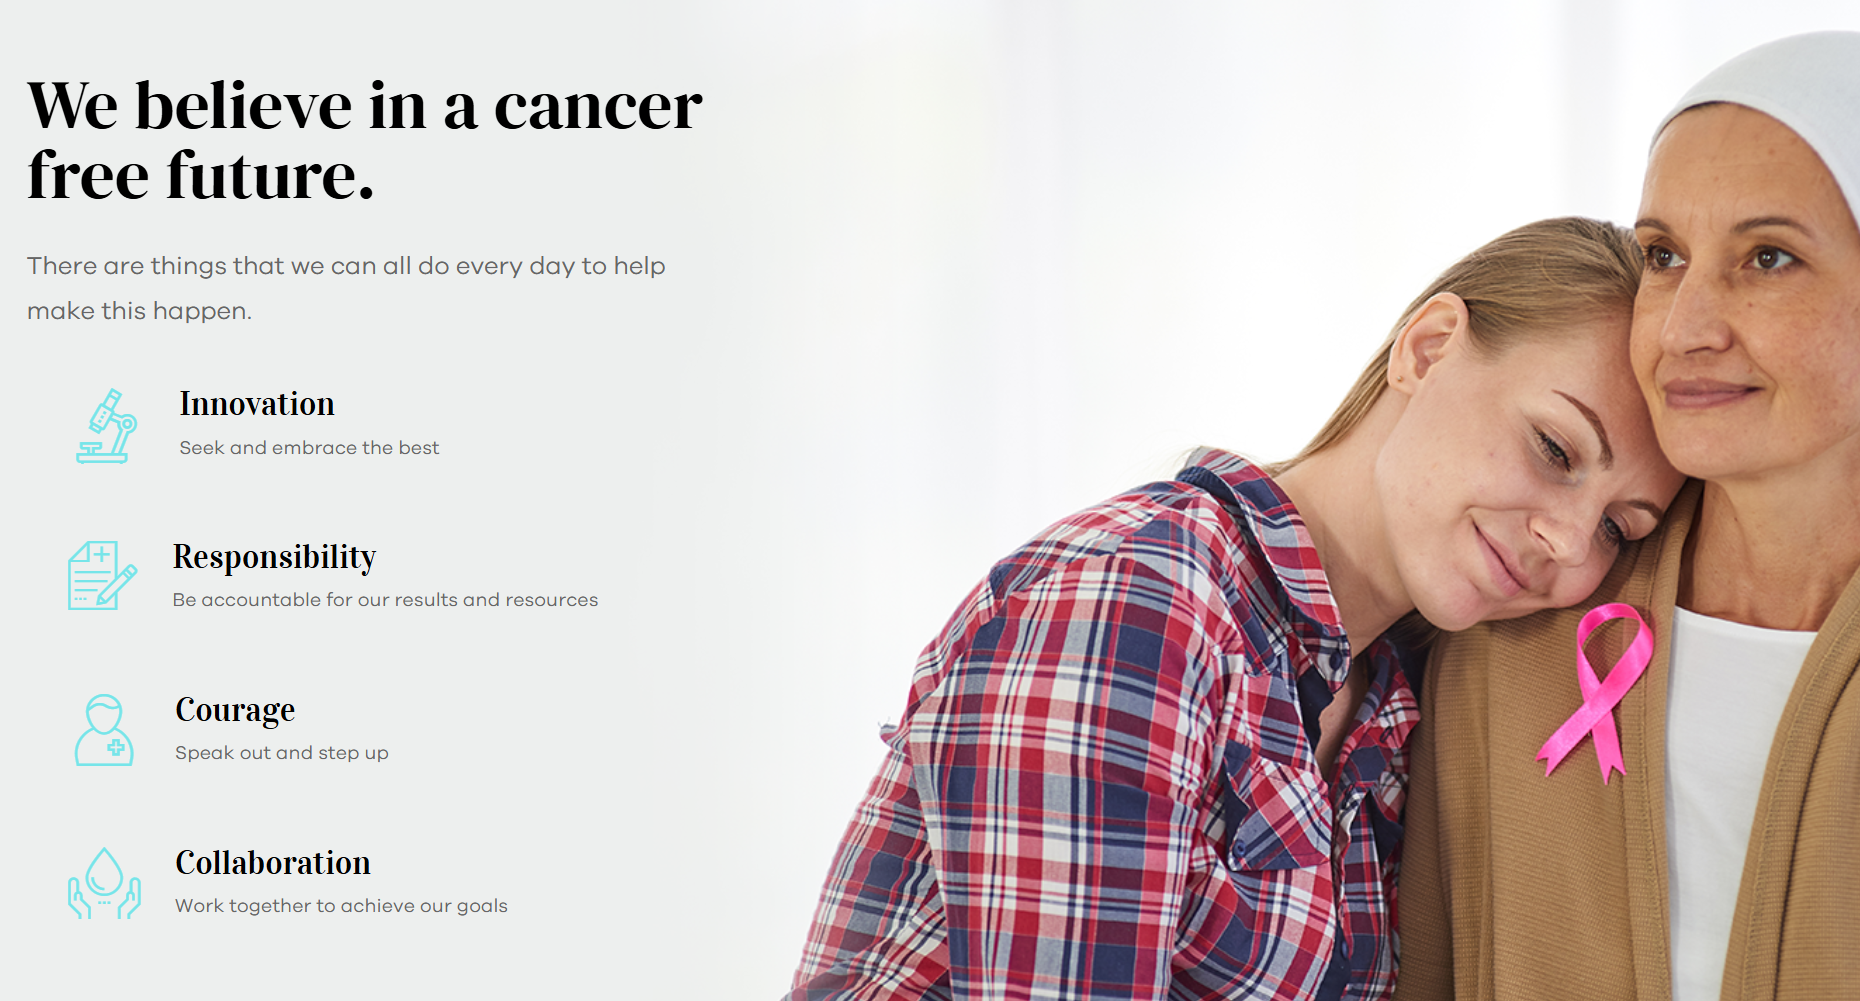 We believe in a cancer
free future.
There are things that we can all do every day to help
make this happen.
Innovation
Seek and embrace the best
Responsibility
Be accountable for our results and resources
Courage
Speak out and step up
Collaboration
Work together to achieve our goals